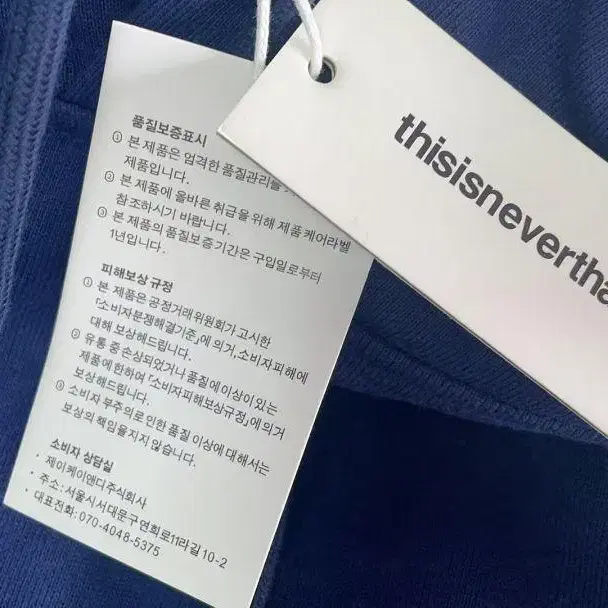 품질보증표시
① 본 제품은 엄격한 품질관리를
제품입니다.
② 본 제품에 올바른 취급을 위해 제품 케어라벨
참조하시기 바랍니다.
③ 본 제품의 품질보증기간은 구입일로부터
1년입니다.
피해보상 규정
① 본 제품은 공정거래위원회가 고시한
「소비자분쟁해결기준」에 의거, 소비자 피해에
대해 보상해드립니다.
② 유통 중 손상되었거나 품질에 이상이 있는
제품에 한하여 「소비자피해보상규정」에 의거
보상해드립니다.
③ 소비자 부주의로 인한 품질 이상에 대해서는
보상의 책임을 지지 않습니다.
소비자 상담실
• 제이케이앤디주식회사
• 주소 : 서울시 서대문구 연희로11라길 10-2
• 대표전화: 070-4048-5375
thisisnevertha